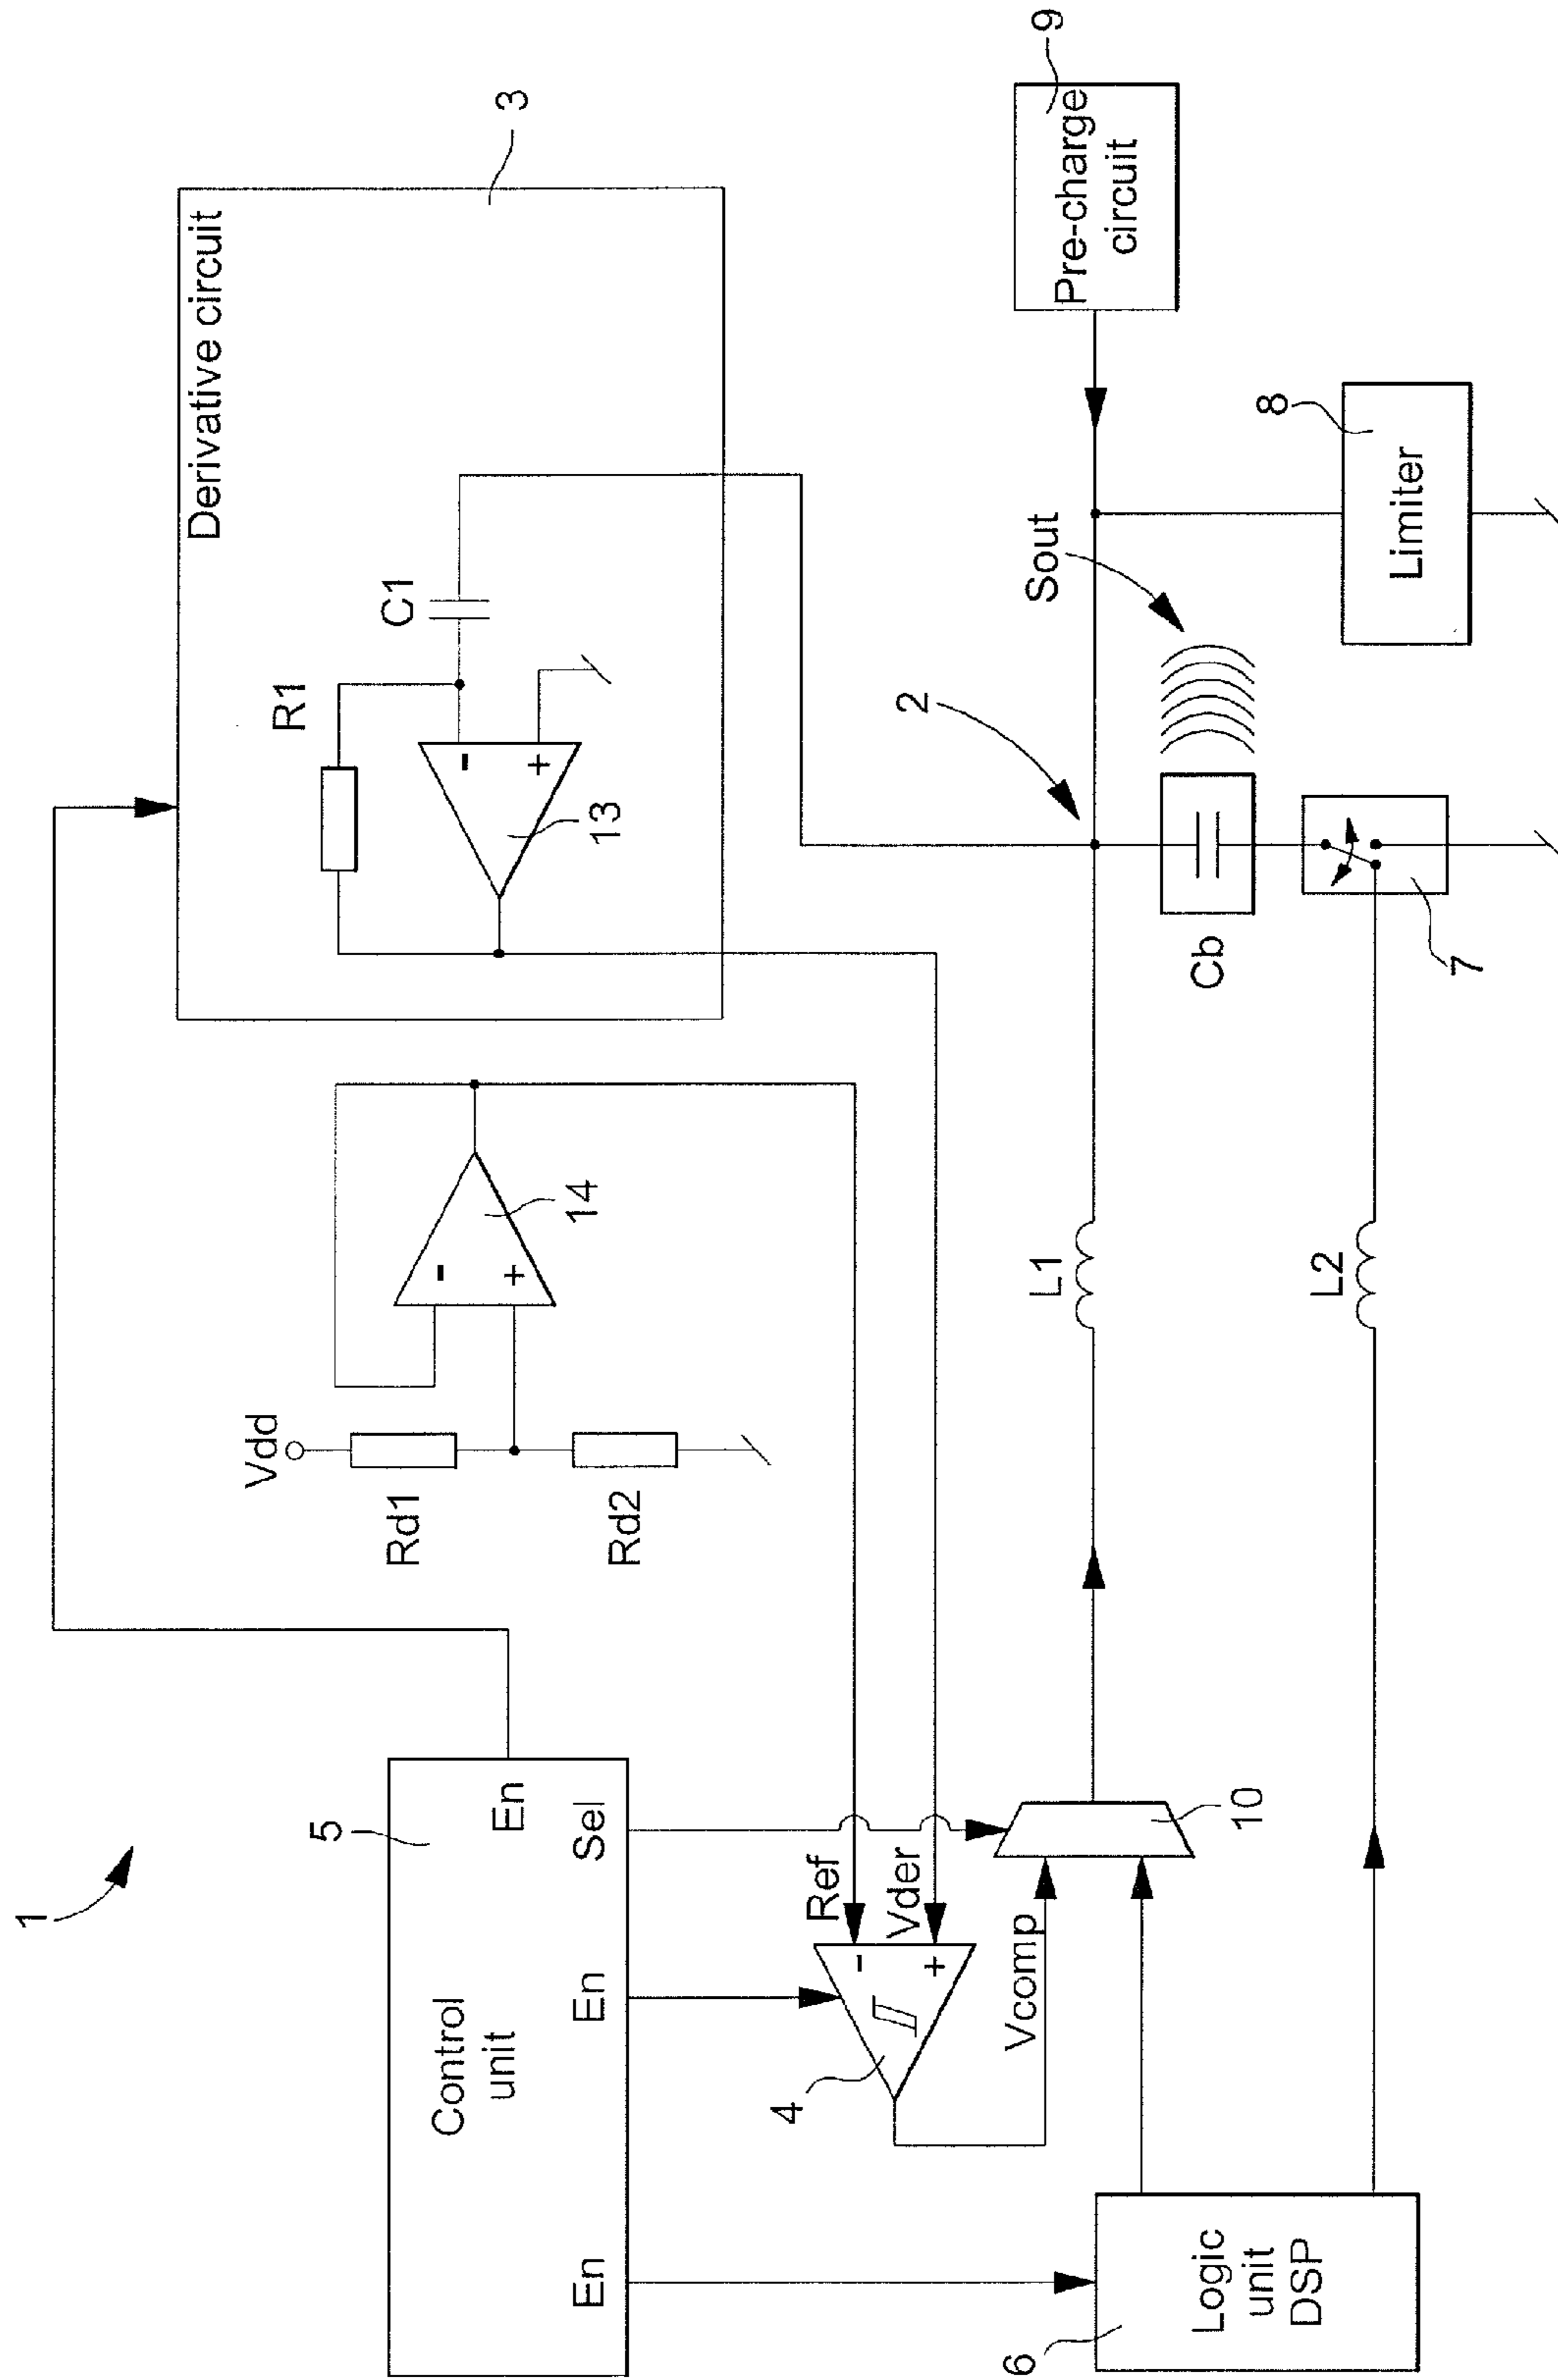 1
Control
unit
5
En
En
En
Sel
Vdd
Rd1
Rd2
-
+
14
Derivative circuit
3
R1
C1
-
+
13
Ref
Vder
-
+
4
Vcomp
10
Logic
unit
DSP
6
L1
L2
2
Cb
7
Sout
Limiter
8
Pre-charge
circuit
9